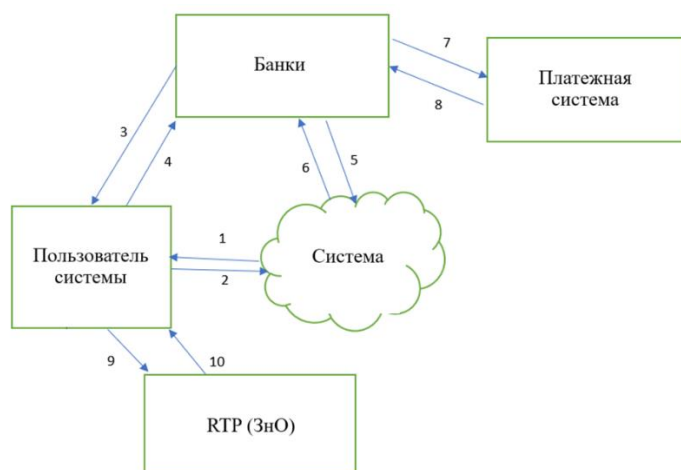 Банки
7
8
Платежная
система
3
4
6
5
Пользователь
системы
1
2
Система
9
10
RTP (ЗнО)